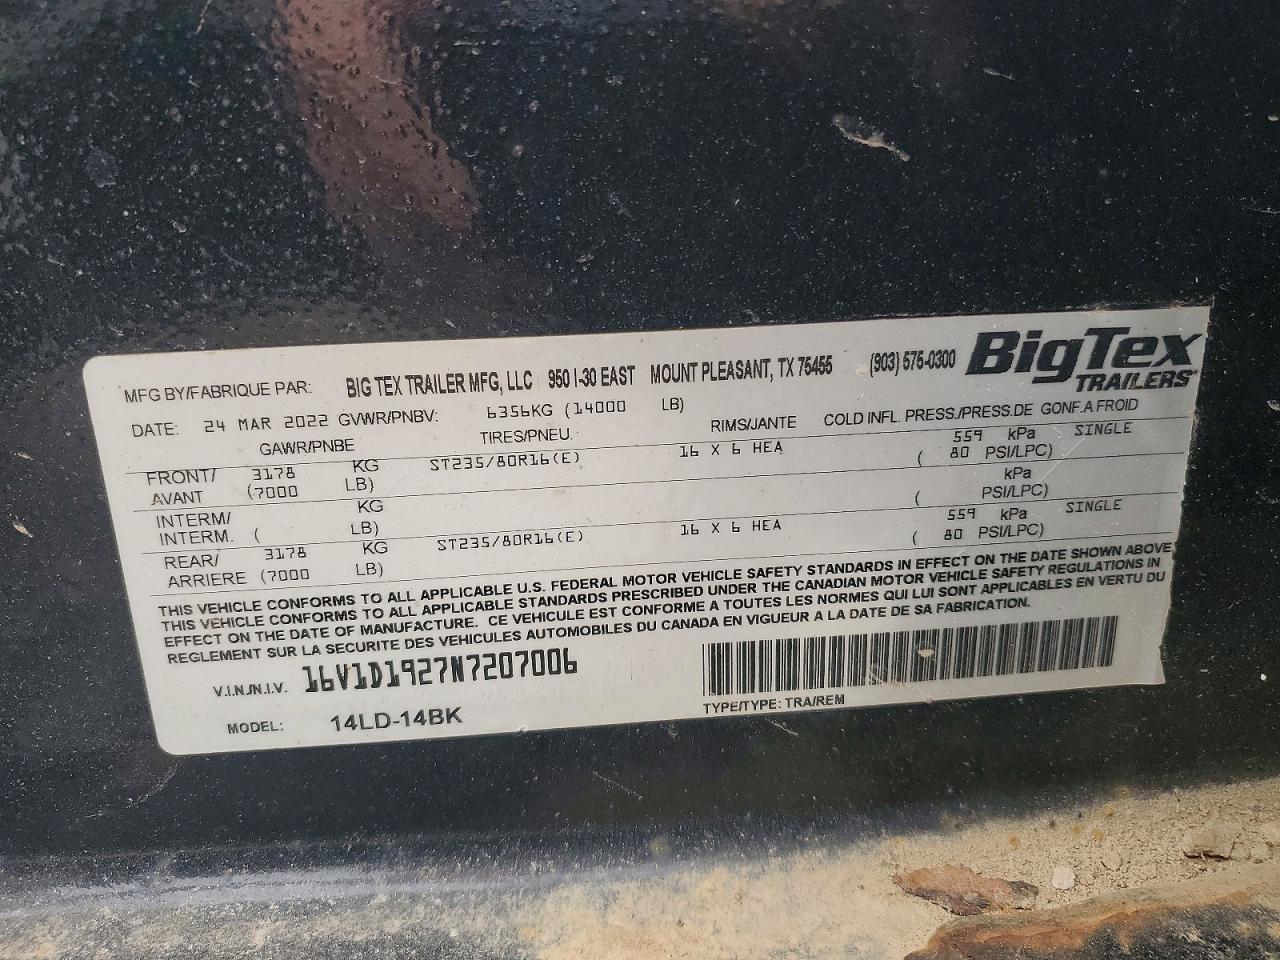 MFG BY/FABRIQUE PAR: BIG TEX TRAILER MFG, LLC 950 I-30 EAST MOUNT PLEASANT, TX 75455 (903) 575-0300 BigTex TRAILERS
DATE: 24 MAR 2022 GVWR/PNBV: 6356KG (14000 LB)
GAWR/PNBE TIRES/PNEU. RIMS/JANTE COLD INFL. PRESS./PRESS.DE GONF.A FROID
FRONT/ 3178 KG ST235/80R16(E) 16 X 6 HEA 559 kPa SINGLE
AVANT (7000 LB) ( 80 PSI/LPC)
INTERM/ KG kPa
INTERM. ( LB) ( PSI/LPC)
REAR/ 3178 KG ST235/80R16(E) 16 X 6 HEA 559 kPa SINGLE
ARRIERE (7000 LB) ( 80 PSI/LPC)
THIS VEHICLE CONFORMS TO ALL APPLICABLE U.S. FEDERAL MOTOR VEHICLE SAFETY STANDARDS IN EFFECT ON THE DATE SHOWN ABOVE
THIS VEHICLE CONFORMS TO ALL APPLICABLE STANDARDS PRESCRIBED UNDER THE CANADIAN MOTOR VEHICLE SAFETY REGULATIONS IN
EFFECT ON THE DATE OF MANUFACTURE. CE VEHICULE EST CONFORME A TOUTES LES NORMES QUI LUI SONT APPLICABLES EN VERTU DU
REGLEMENT SUR LA SECURITE DES VEHICULES AUTOMOBILES DU CANADA EN VIGUEUR A LA DATE DE SA FABRICATION.
V.I.N./N.I.V. 16V1D1927N7207006
TYPE/TYPE: TRA/REM
MODEL: 14LD-14BK